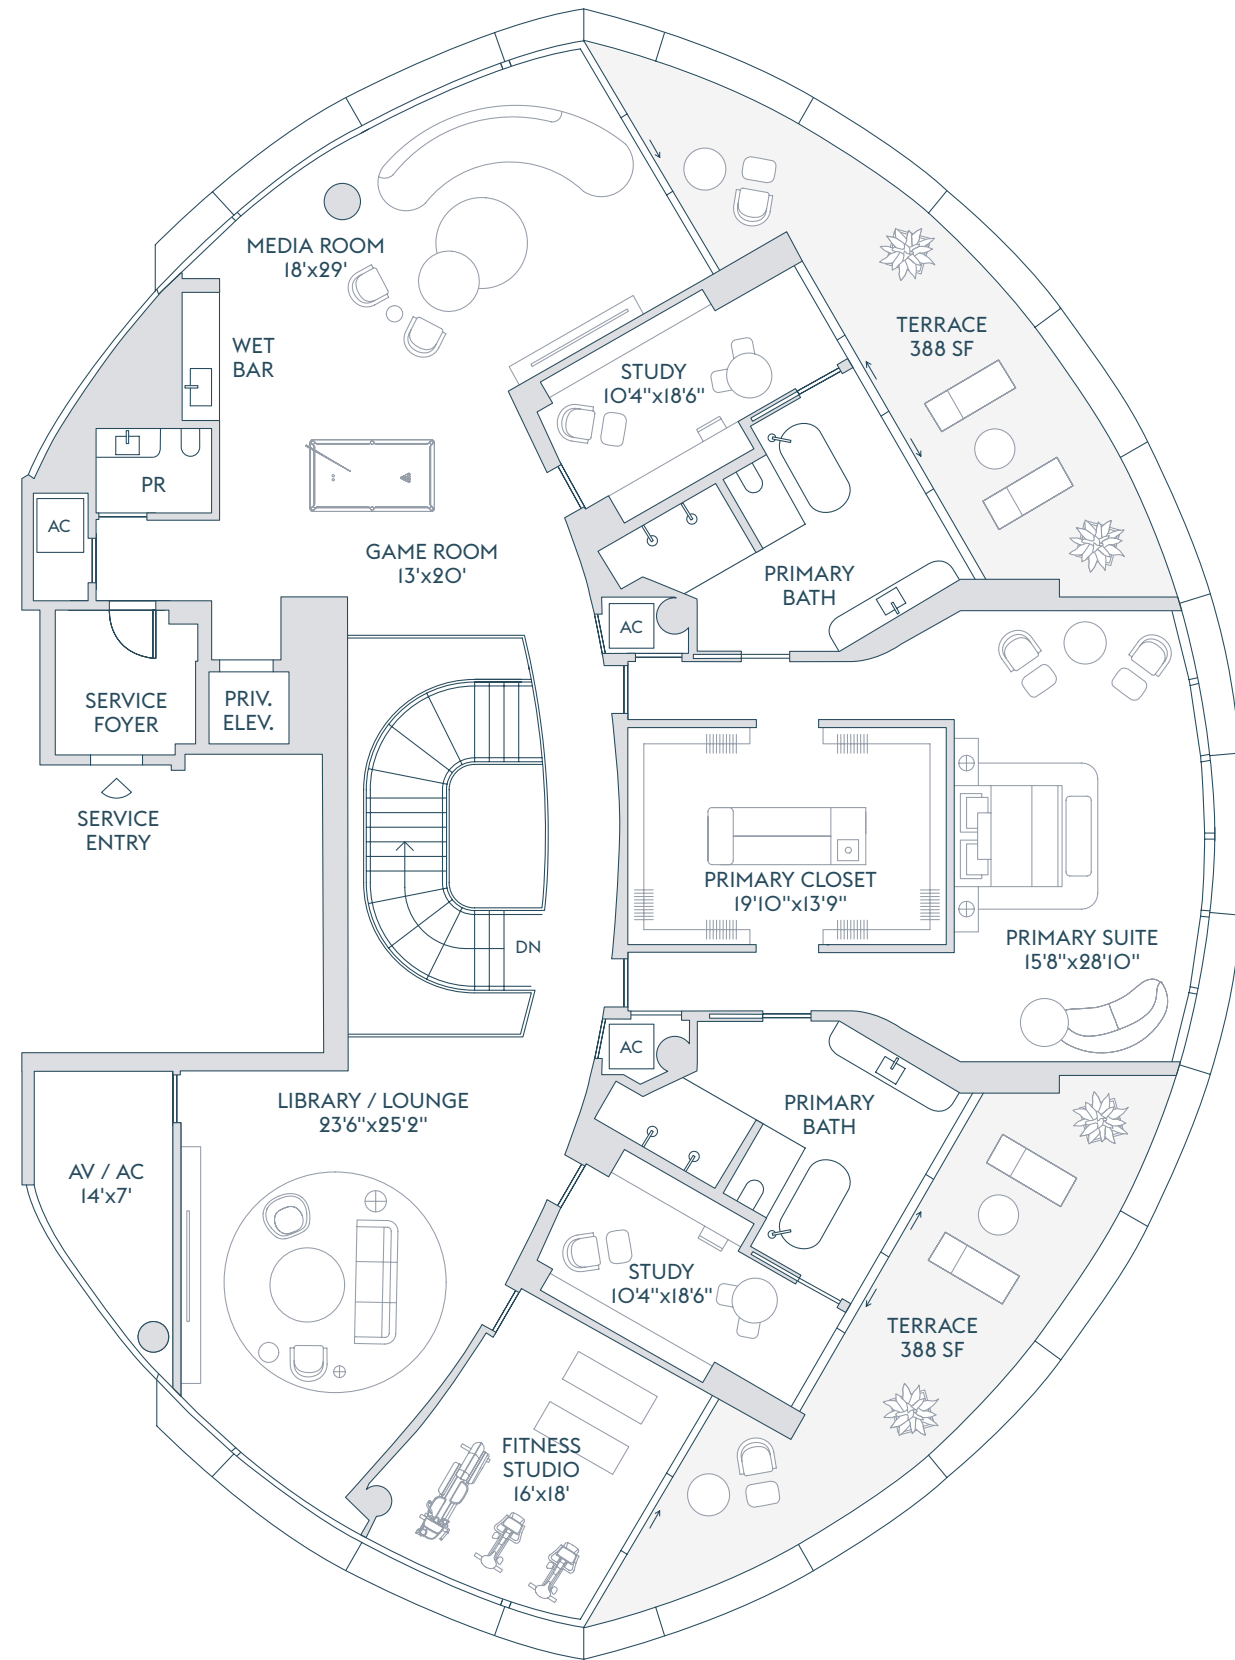 MEDIA ROOM
18'x29'
WET
BAR
TERRACE
388 SF
STUDY
10'4"x18'6"
PR
AC
GAME ROOM
13'x20'
PRIMARY
BATH
AC
SERVICE
FOYER
PRIV.
ELEV.
SERVICE
ENTRY
PRIMARY CLOSET
19'10"x13'9"
DN
PRIMARY SUITE
15'8"x28'10"
AC
LIBRARY / LOUNGE
23'6"x25'2"
PRIMARY
BATH
AV / AC
14'x7'
STUDY
10'4"x18'6"
TERRACE
388 SF
FITNESS
STUDIO
16'x18'